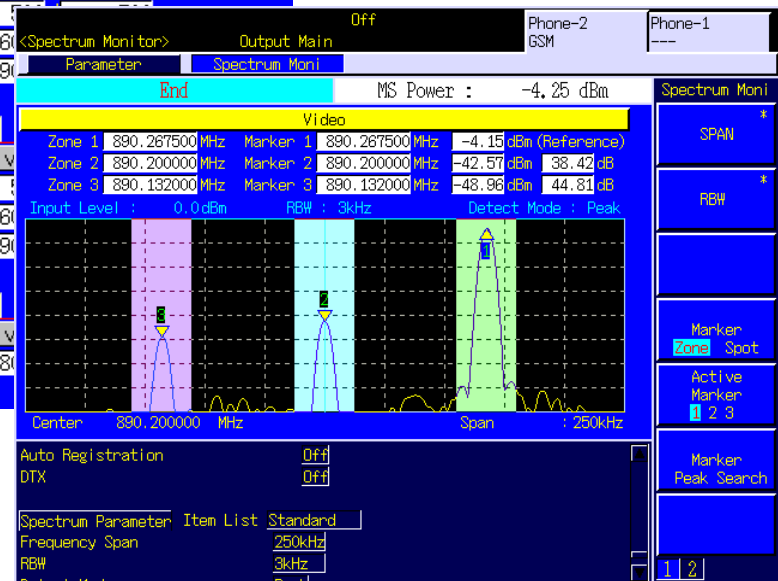 Off
<Spectrum Monitor> Output Main
Phone-2 Phone-1
GSM ---
Parameter Spectrum Moni
End MS Power : -4.25 dBm Spectrum Moni
Video
Zone 1 890.267500 MHz Marker 1 890.267500 MHz -4.15 dBm (Reference)
Zone 2 890.200000 MHz Marker 2 890.200000 MHz -42.57 dBm 38.42 dB
Zone 3 890.132000 MHz Marker 3 890.132000 MHz -48.96 dBm 44.81 dB
Input Level : 0.0dBm RBW : 3kHz Detect Mode : Peak
1
2
3
Center 890.200000 MHz Span : 250kHz
*
SPAN
*
RBW
Marker
Zone Spot
Active
Marker
1 2 3
Marker
Peak Search
1 2
Auto Registration Off
DTX Off
Spectrum Parameter Item List Standard
Frequency Span 250kHz
RBW 3kHz